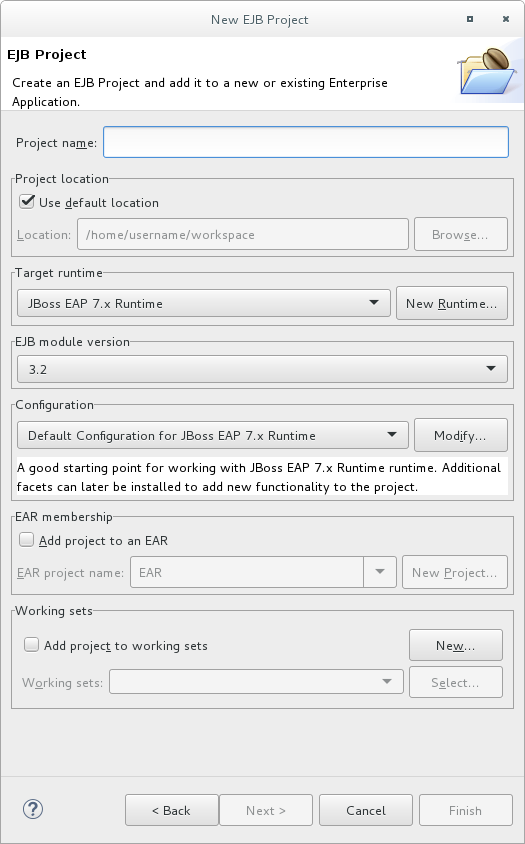 New EJB Project
EJB Project
Create an EJB Project and add it to a new or existing Enterprise
Application.
Project name:
Project location
Use default location
Location: /home/username/workspace Browse...
Target runtime
JBoss EAP 7.x Runtime New Runtime...
EJB module version
3.2
Configuration
Default Configuration for JBoss EAP 7.x Runtime Modify...
A good starting point for working with JBoss EAP 7.x Runtime runtime. Additional
facets can later be installed to add new functionality to the project.
EAR membership
Add project to an EAR
EAR project name: EAR New Project...
Working sets
Add project to working sets New...
Working sets: Select...
? < Back Next > Cancel Finish